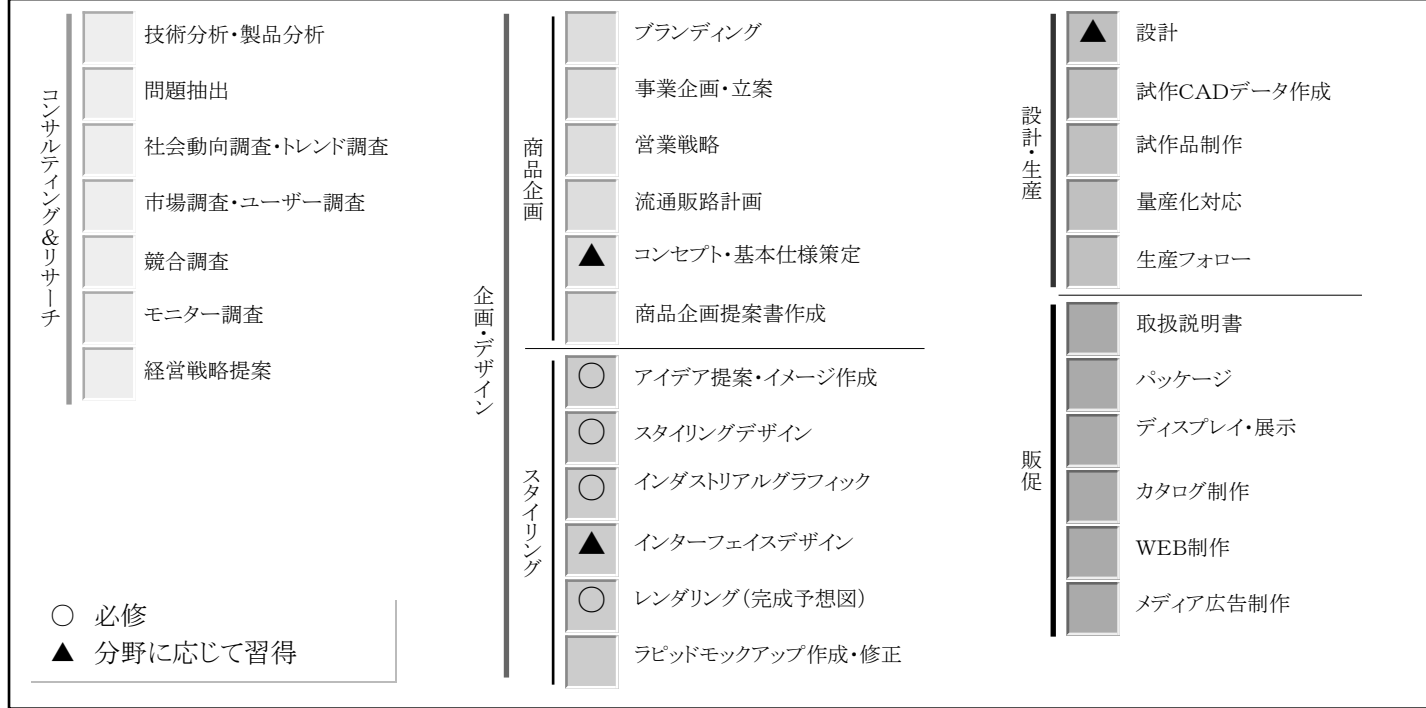 コンサルティング&リサーチ
技術分析・製品分析
問題抽出
社会動向調査・トレンド調査
市場調査・ユーザー調査
競合調査
モニター調査
経営戦略提案
企画・デザイン
商品企画
ブランディング
事業企画・立案
営業戦略
流通販路計画
▲ コンセプト・基本仕様策定
商品企画提案書作成
スタイリング
○ アイデア提案・イメージ作成
○ スタイリングデザイン
○ インダストリアルグラフィック
▲ インターフェイスデザイン
○ レンダリング(完成予想図)
ラピッドモックアップ作成・修正
設計・生産
▲ 設計
試作CADデータ作成
試作品制作
量産化対応
生産フォロー
販促
取扱説明書
パッケージ
ディスプレイ・展示
カタログ制作
WEB制作
メディア広告制作
○ 必修
▲ 分野に応じて習得